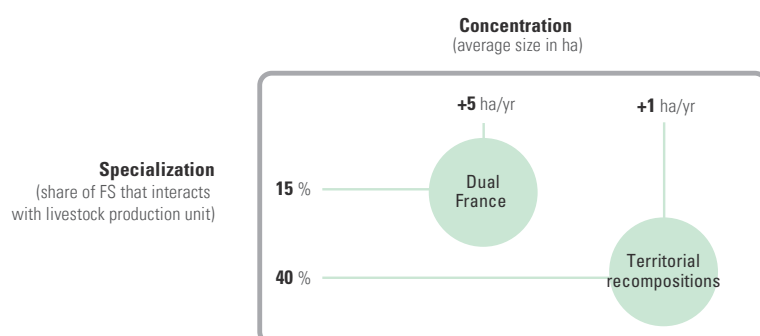 Concentration
(average size in ha)
+5 ha/yr
+1 ha/yr
Specialization
(share of FS that interacts
with livestock production unit)
15 %
Dual
France
40 %
Territorial
recompositions